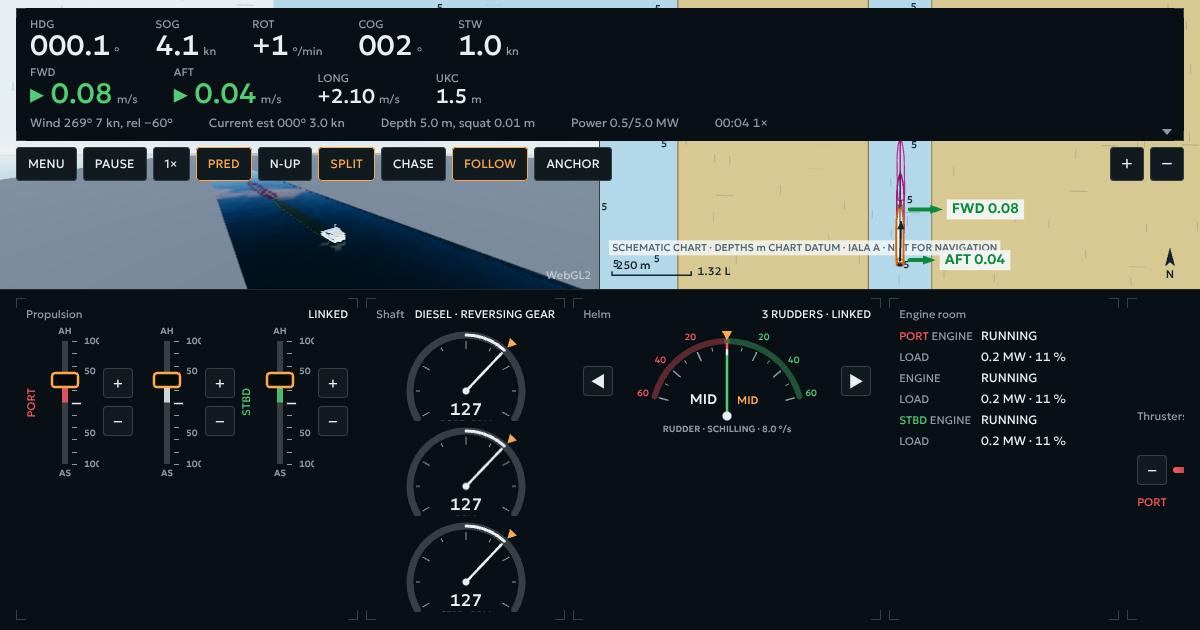 HDG SOG ROT COG STW
000.1 ° 4.1 kn +1 °/min 002 ° 1.0 kn
FWD AFT LONG UKC
▶ 0.08 m/s ▶ 0.04 m/s +2.10 m/s 1.5 m
Wind 269° 7 kn, rel −60° Current est 000° 3.0 kn Depth 5.0 m, squat 0.01 m Power 0.5/5.0 MW 00:04 1×
MENU PAUSE 1× PRED N-UP SPLIT CHASE FOLLOW ANCHOR + −
5
5
5
5
5
FWD 0.08
SCHEMATIC CHART · DEPTHS m CHART DATUM · IALA A · NOT FOR NAVIGATION
AFT 0.04
5 5 5
250 m 1.32 L
N
WebGL2
Propulsion LINKED
AH AH AH
100 100 100
50 50 50
+ + +
PORT STBD
− − −
50 50 50
100 100 100
AS AS AS
Shaft DIESEL · REVERSING GEAR
127
127
127
Helm 3 RUDDERS · LINKED
20 20
40 40
60 60
◀ ▶
MID MID
RUDDER · SCHILLING · 8.0 °/s
Engine room
PORT ENGINE RUNNING
LOAD 0.2 MW · 11 %
ENGINE RUNNING
LOAD 0.2 MW · 11 %
STBD ENGINE RUNNING
LOAD 0.2 MW · 11 %
Thrusters
−
PORT